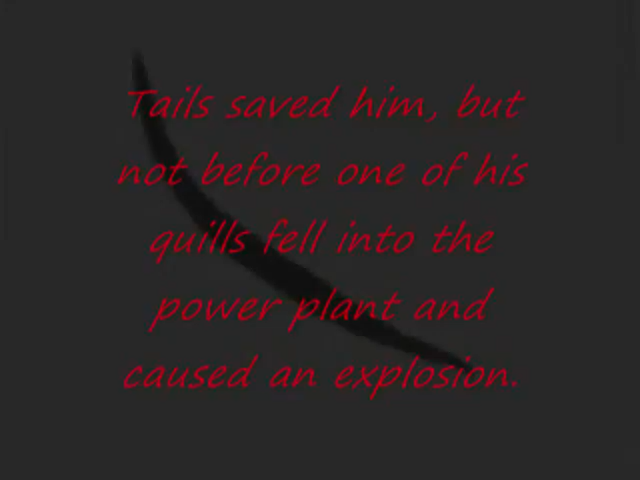 Tails saved him, but
not before one of his
quills fell into the
power plant and
caused an explosion.